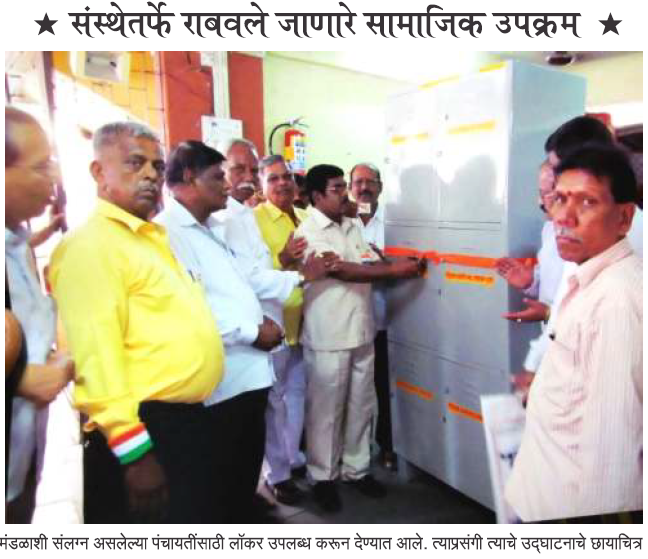 ★ संस्थेतर्फे राबवले जाणारे सामाजिक उपक्रम ★
मंडळाशी संलग्न असलेल्या पंचायतींसाठी लॉकर उपलब्ध करून देण्यात आले. त्याप्रसंगी त्याचे उद्घाटनाचे छायाचित्र